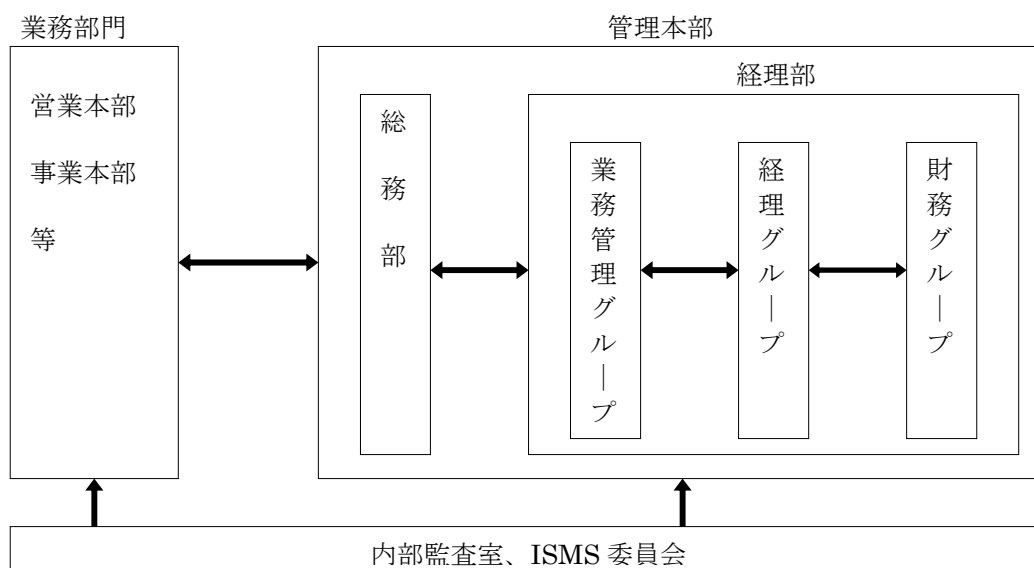 業務部門
営業本部
事業本部
等
管理本部
総務部
経理部
業務管理グループ
経理グループ
財務グループ
内部監査室、ISMS 委員会